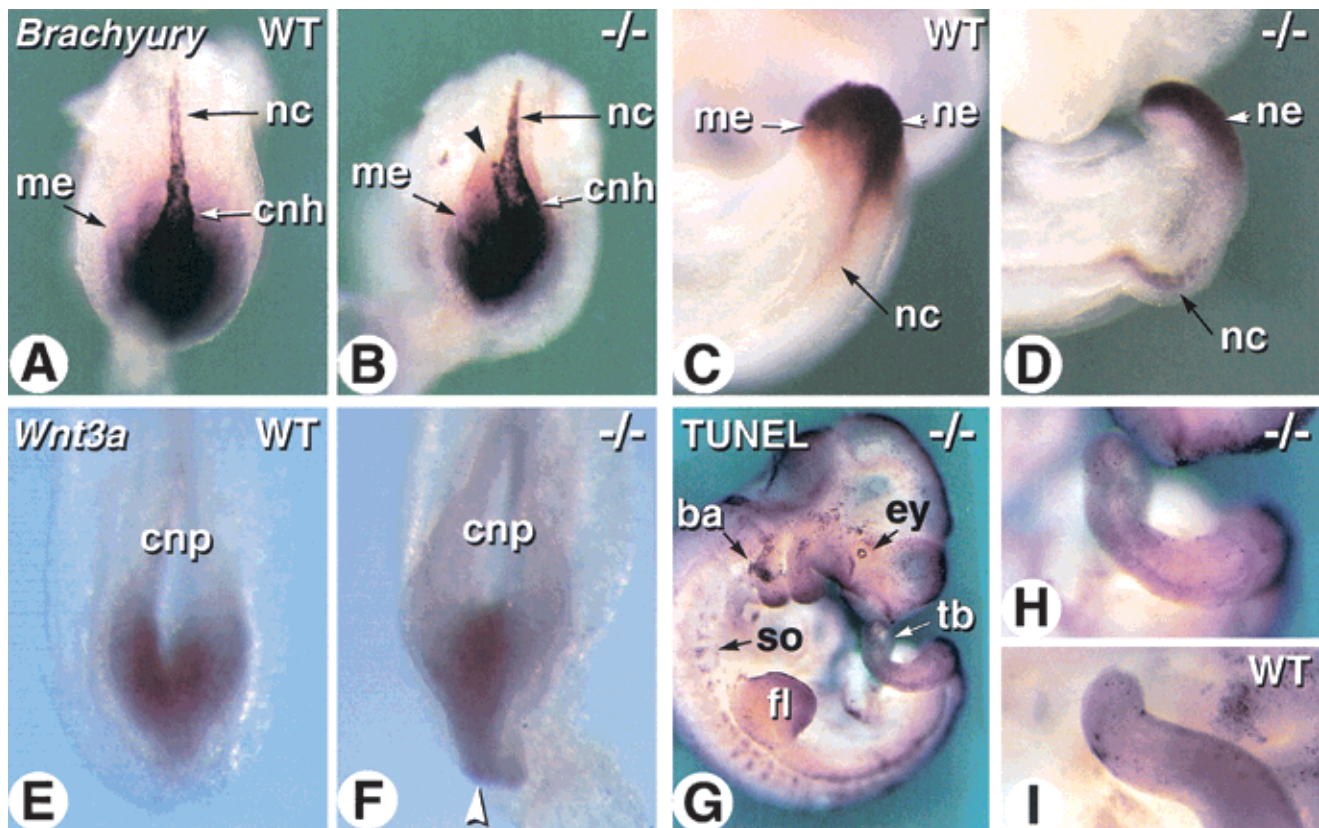 Brachyury WT
nc
me
cnh
A
-/-
nc
me
cnh
B
WT
me
ne
nc
C
-/-
ne
nc
D
Wnt3a WT
cnp
E
-/-
cnp
F
TUNEL -/-
ba
ey
tb
so
fl
G
-/-
H
WT
I